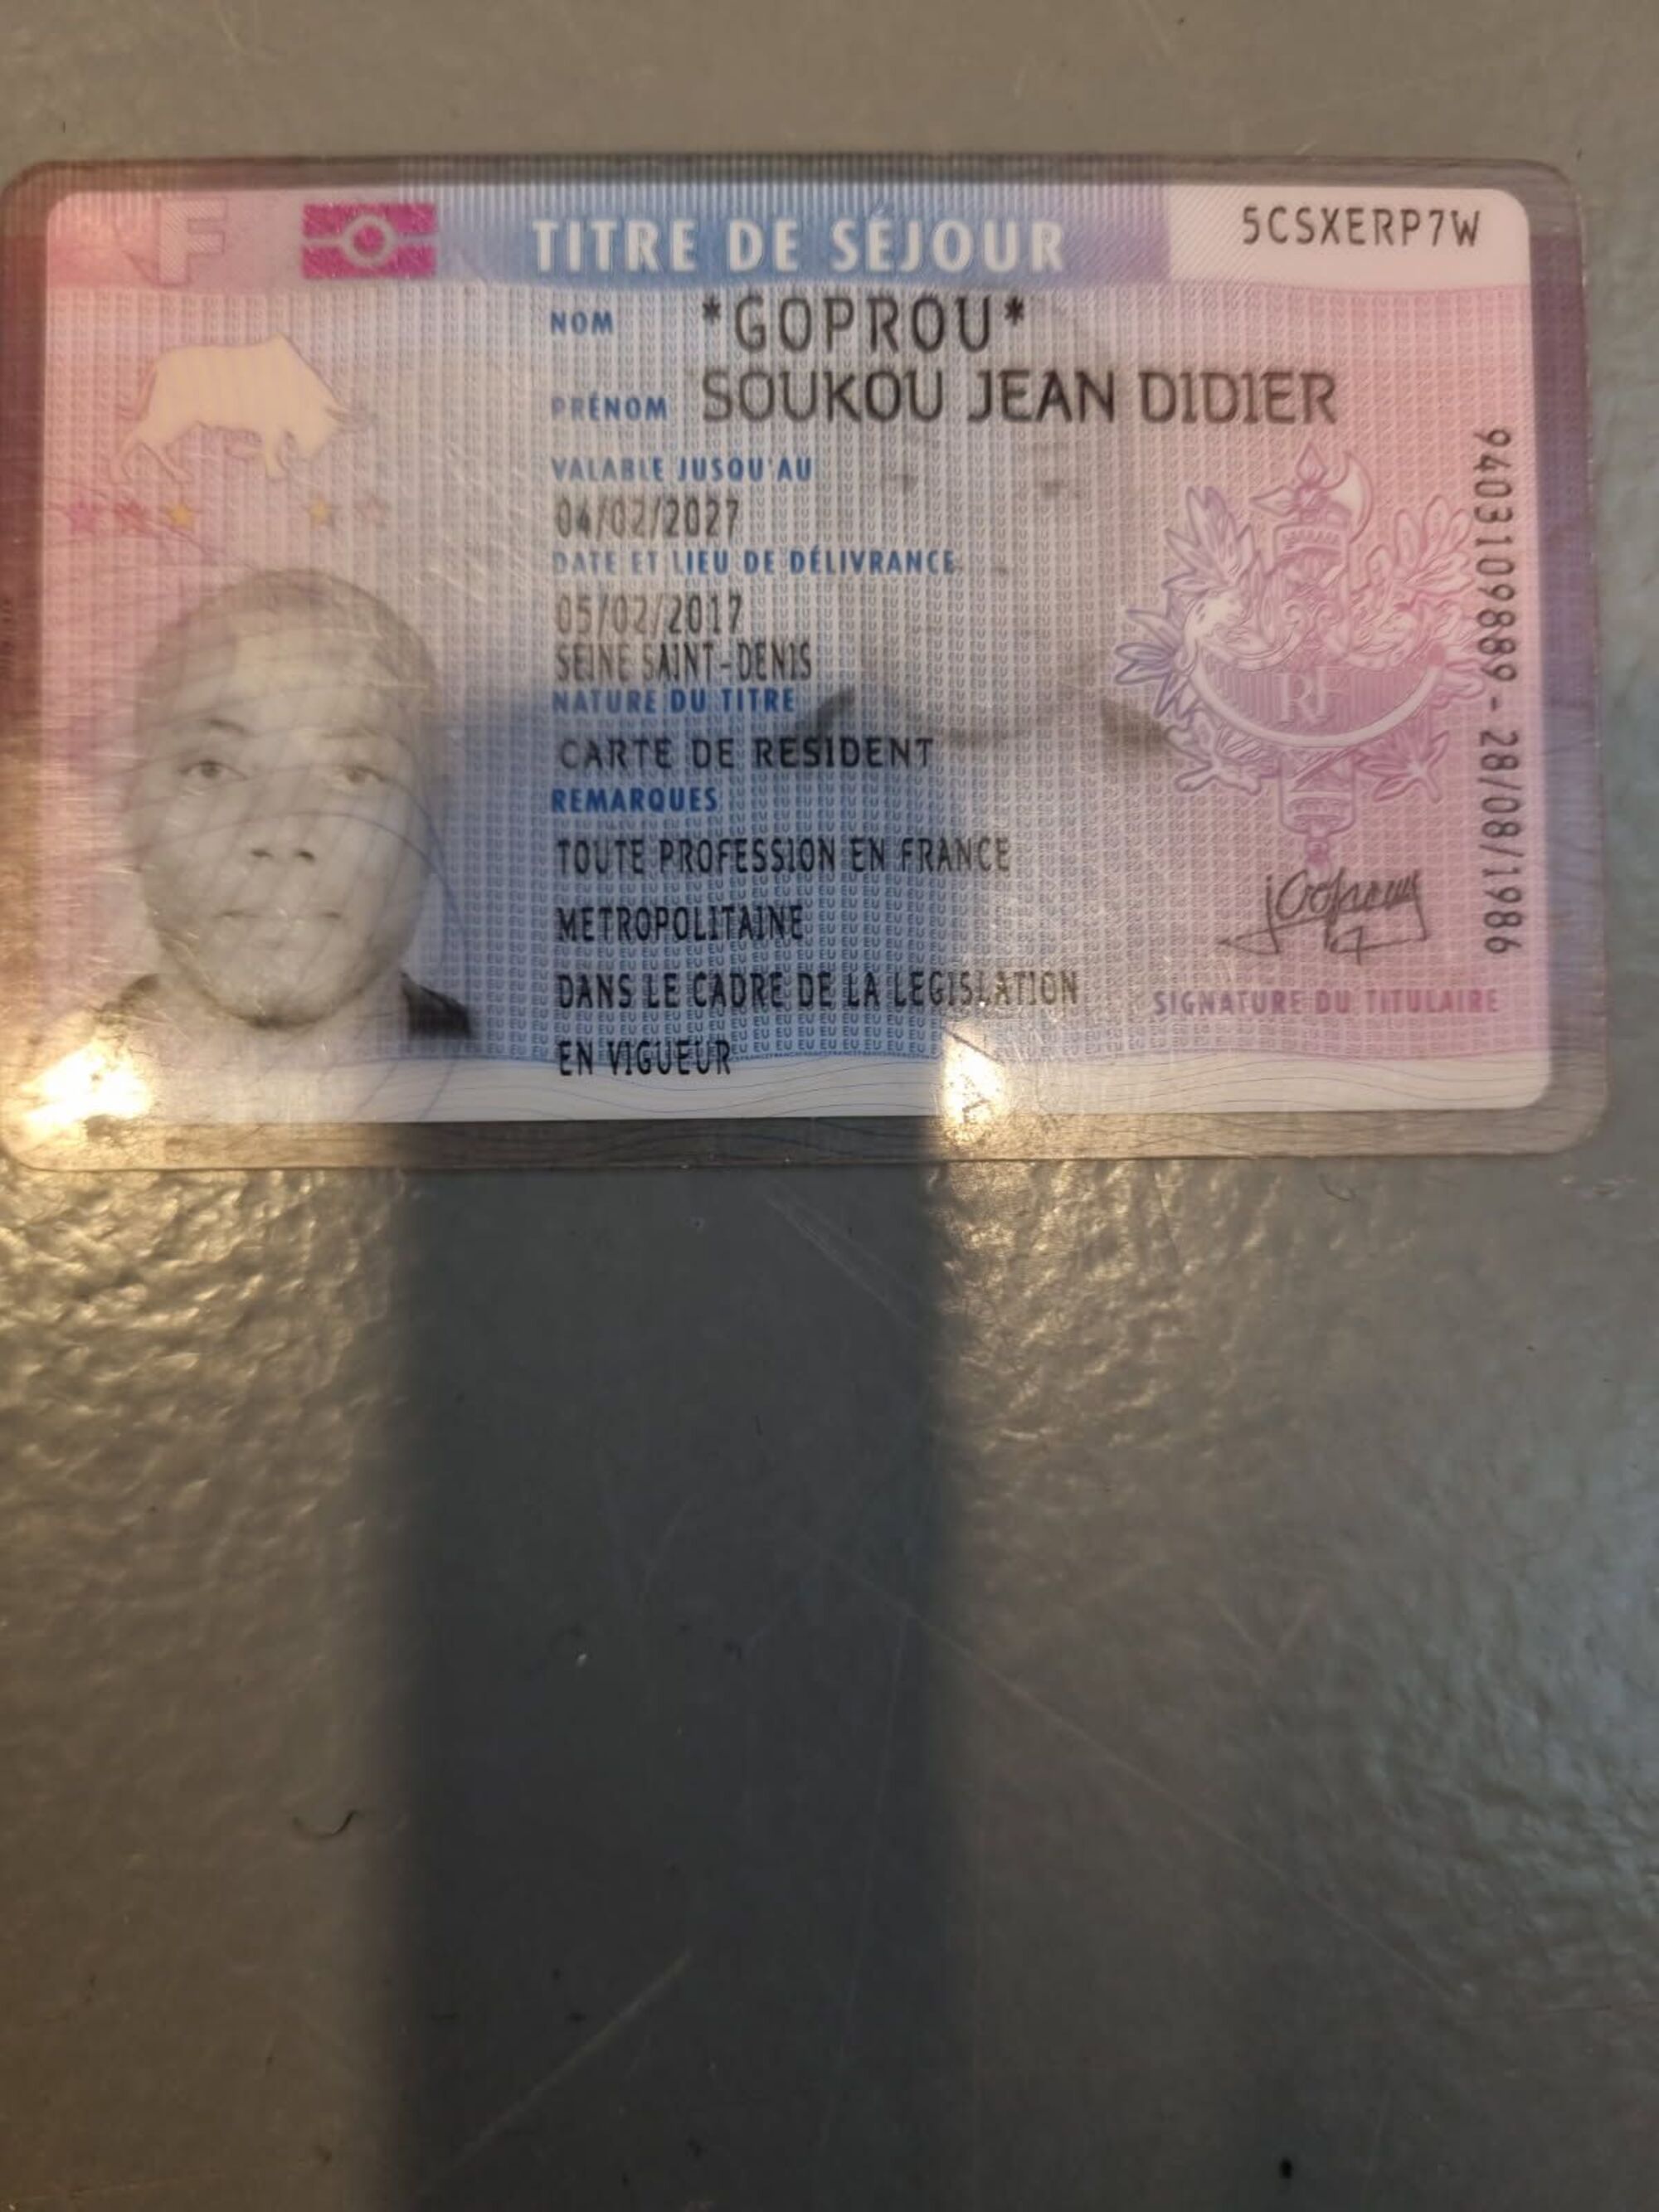 F
TITRE DE SÉJOUR
5CSXERP7W
NOM *GOPROU*
PRÉNOM SOUKOU JEAN DIDIER
VALABLE JUSQU'AU
04/02/2027
DATE ET LIEU DE DÉLIVRANCE
05/02/2017
SEINE SAINT-DENIS
NATURE DU TITRE
CARTE DE RESIDENT
REMARQUES
TOUTE PROFESSION EN FRANCE
METROPOLITAINE
DANS LE CADRE DE LA LEGISLATION
EN VIGUEUR
RF
SIGNATURE DU TITULAIRE
9403109889 - 28/08/1986